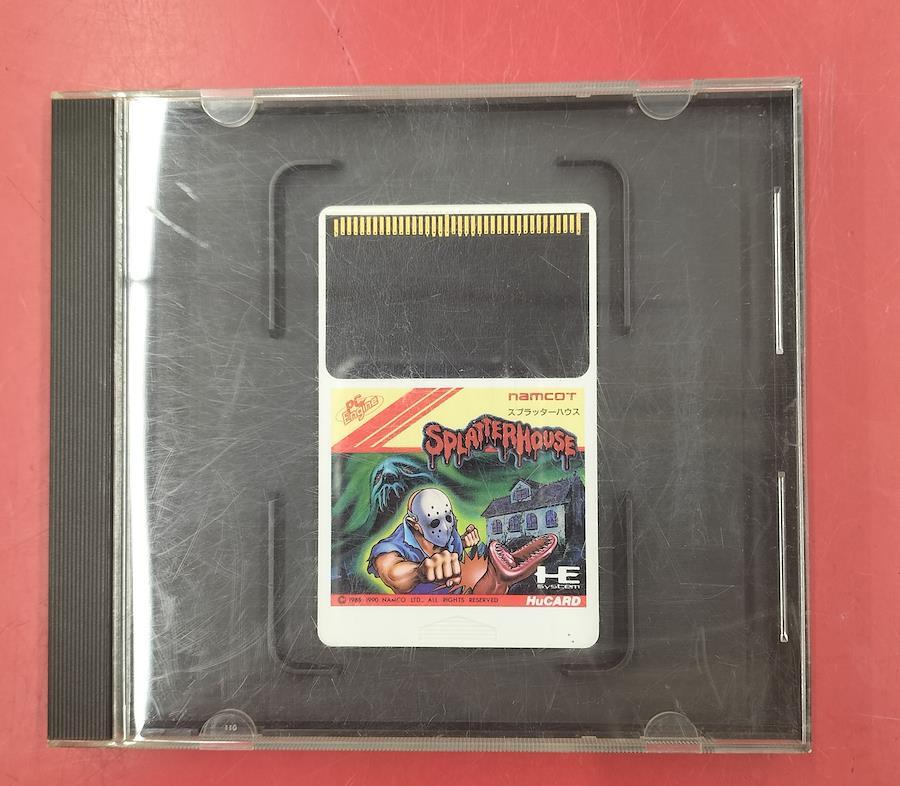 PC Engine
namcoT
スプラッターハウス
SPLATTERHOUSE
HE
SYSTEM
© 1988 1990 NAMCO LTD., ALL RIGHTS RESERVED
HuCARD
110